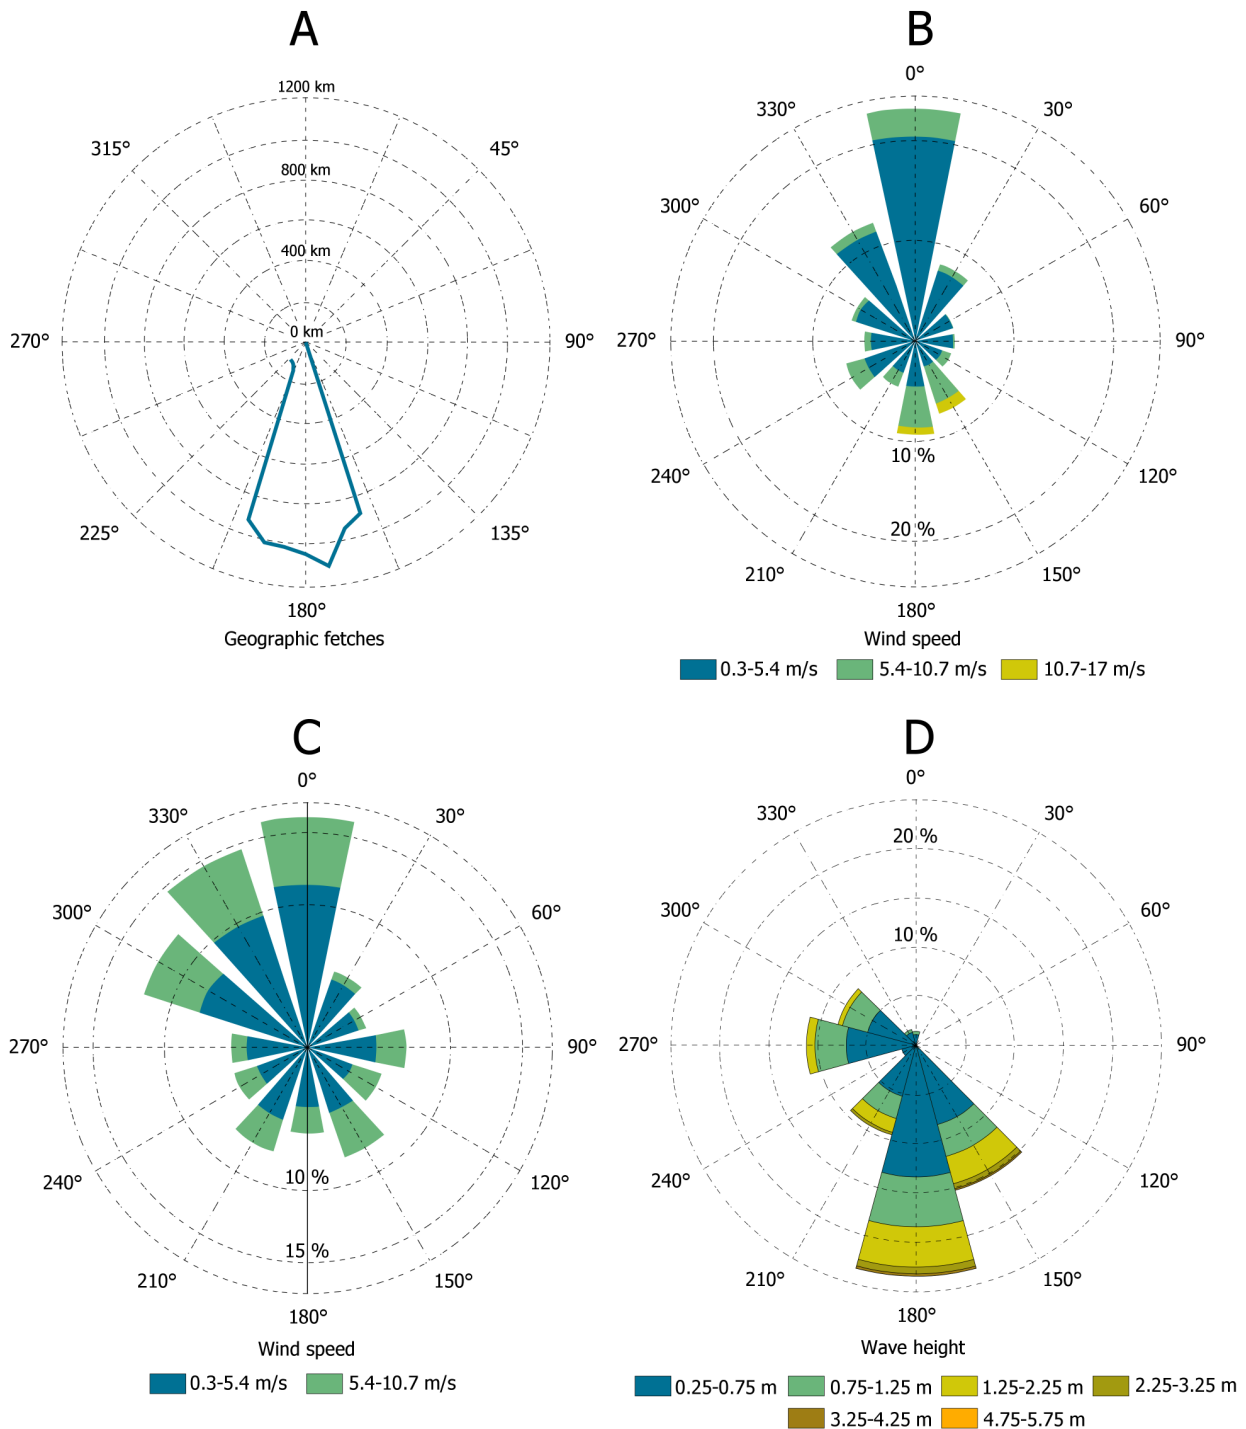 A
B
1200 km
0°
315°
45°
330°
30°
800 km
300°
60°
400 km
0 km
270°
90°
270°
90°
10 %
240°
120°
225°
135°
20 %
210°
150°
180°
180°
Geographic fetches
Wind speed
0.3-5.4 m/s
5.4-10.7 m/s
10.7-17 m/s
C
D
0°
0°
330°
30°
330°
30°
20 %
300°
60°
300°
60°
10 %
270°
90°
270°
90°
10 %
240°
120°
240°
120°
15 %
210°
150°
210°
150°
180°
180°
Wind speed
Wave height
0.3-5.4 m/s
5.4-10.7 m/s
0.25-0.75 m
0.75-1.25 m
1.25-2.25 m
2.25-3.25 m
3.25-4.25 m
4.75-5.75 m